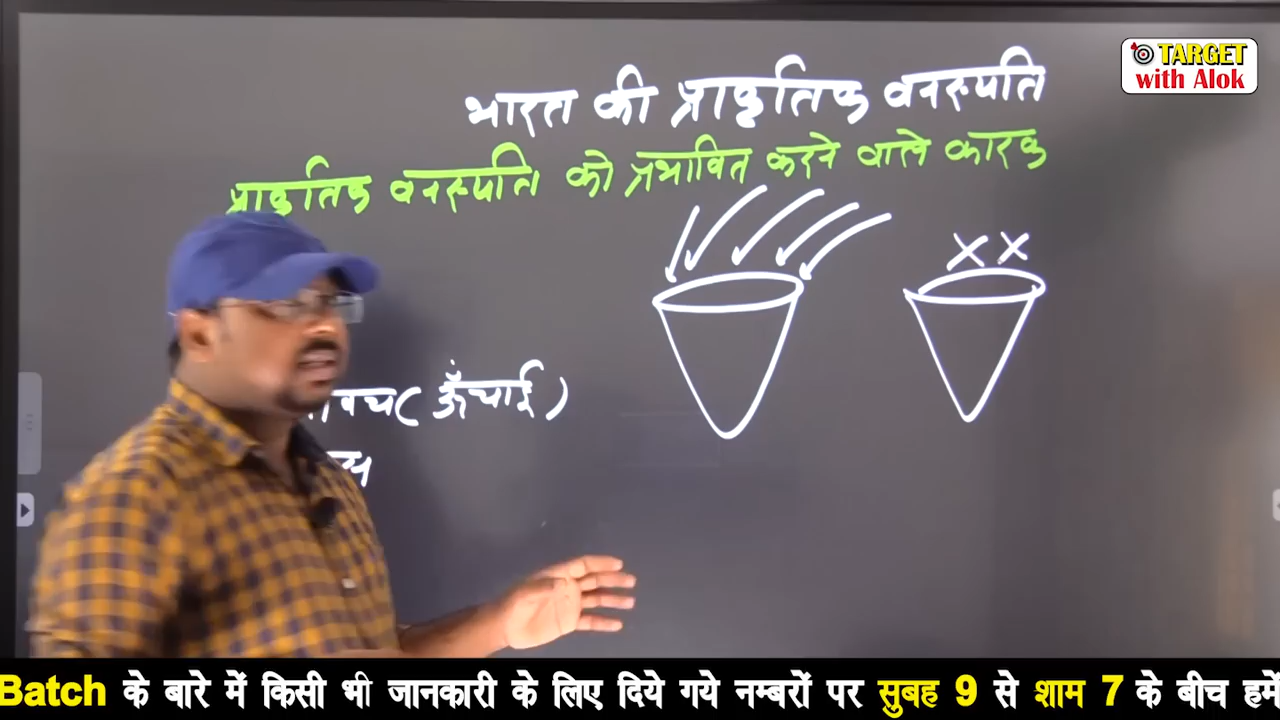 TARGET
with Alok
भारत की प्राकृतिक वनस्पति
प्राकृतिक वनस्पति को प्रभावित करने वाले कारक
(ऊँचाई)
Batch के बारे में किसी भी जानकारी के लिए दिये गये नम्बरों पर सुबह 9 से शाम 7 के बीच हमें